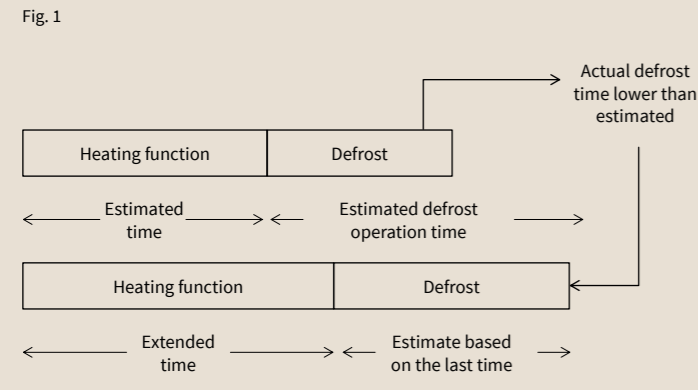 Fig. 1
Actual defrost
time lower than
estimated
Heating function
Defrost
Estimated
time
Estimated defrost
operation time
Heating function
Defrost
Extended
time
Estimate based
on the last time